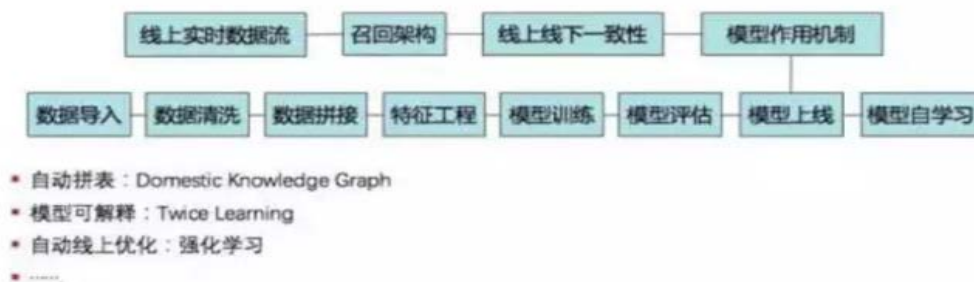 线上实时数据流 召回架构 线上线下一致性 模型作用机制
数据导入 数据清洗 数据拼接 特征工程 模型训练 模型评估 模型上线 模型自学习
自动拼表：Domestic Knowledge Graph
模型可解释：Twice Learning
自动线上优化：强化学习
......